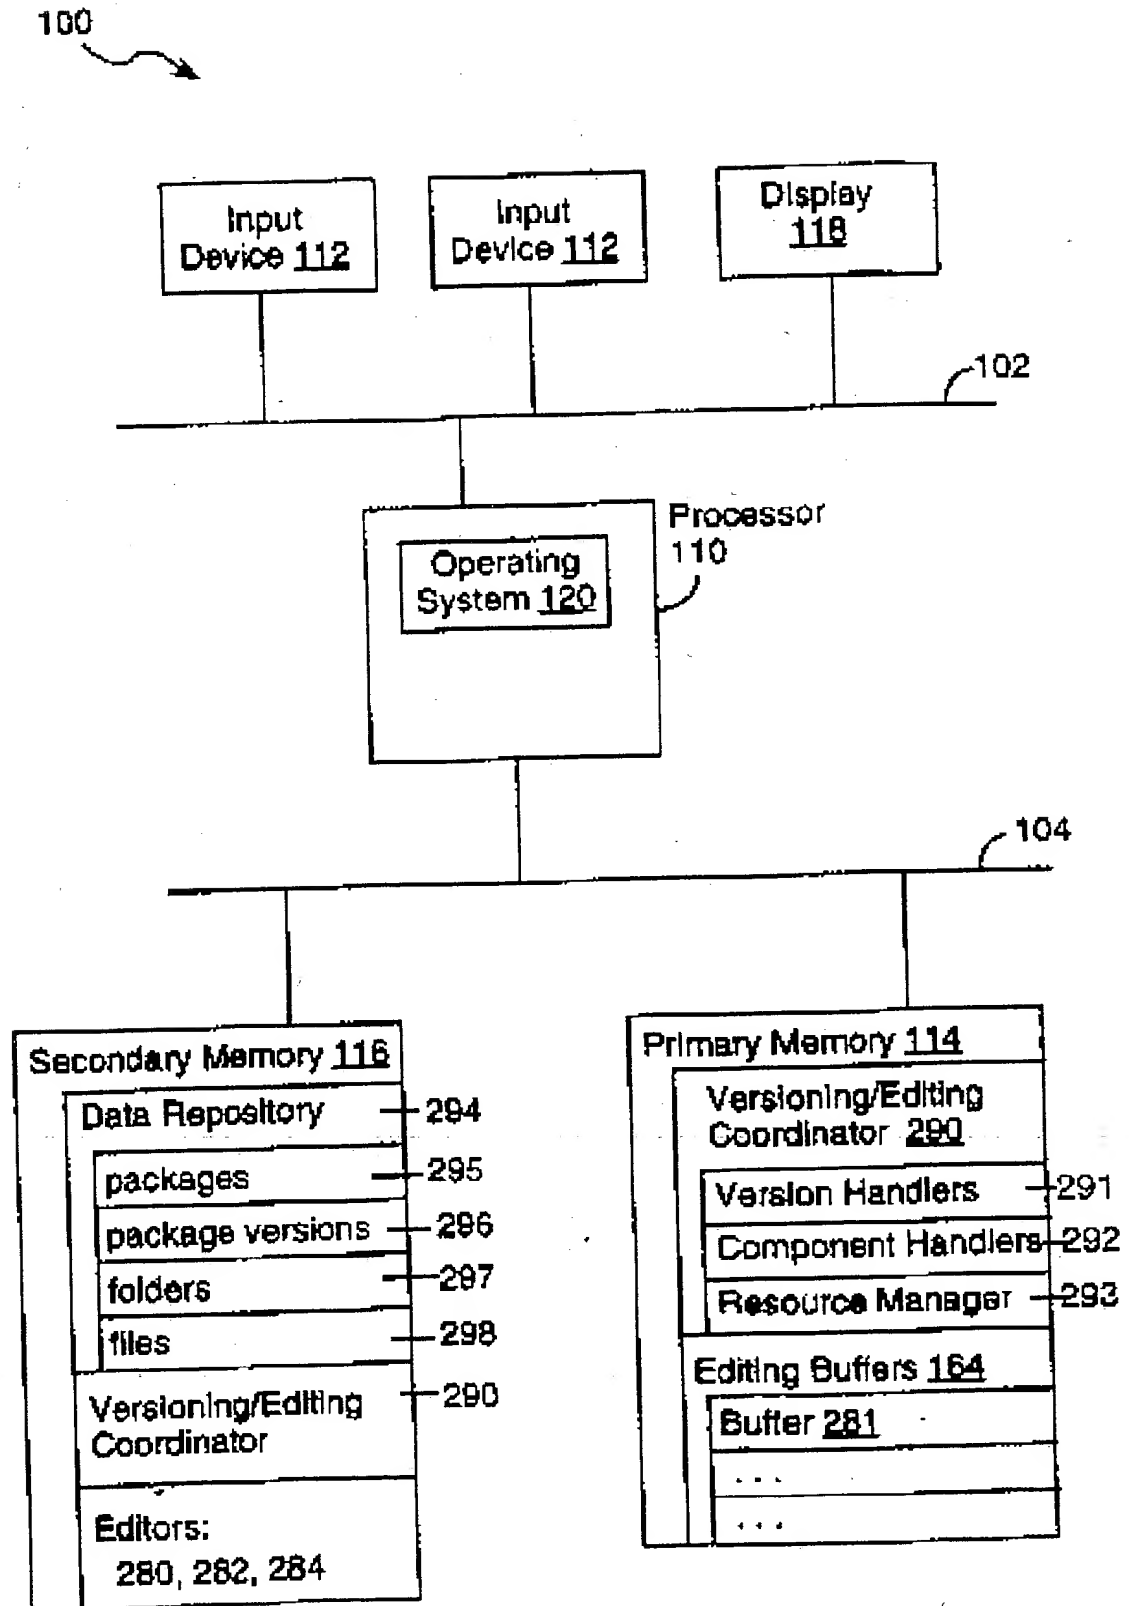 100
Input
Device 112
Input
Device 112
Display
118
102
Processor
110
Operating
System 120
104
Secondary Memory 116
Data Repository
294
packages
295
package versions
296
folders
297
files
298
Versioning/Editing
Coordinator
290
Editors:
280, 282, 284
Primary Memory 114
Versioning/Editing
Coordinator 290
Version Handlers
291
Component Handlers
292
Resource Manager
293
Editing Buffers 164
Buffer 281
. . .
. . .